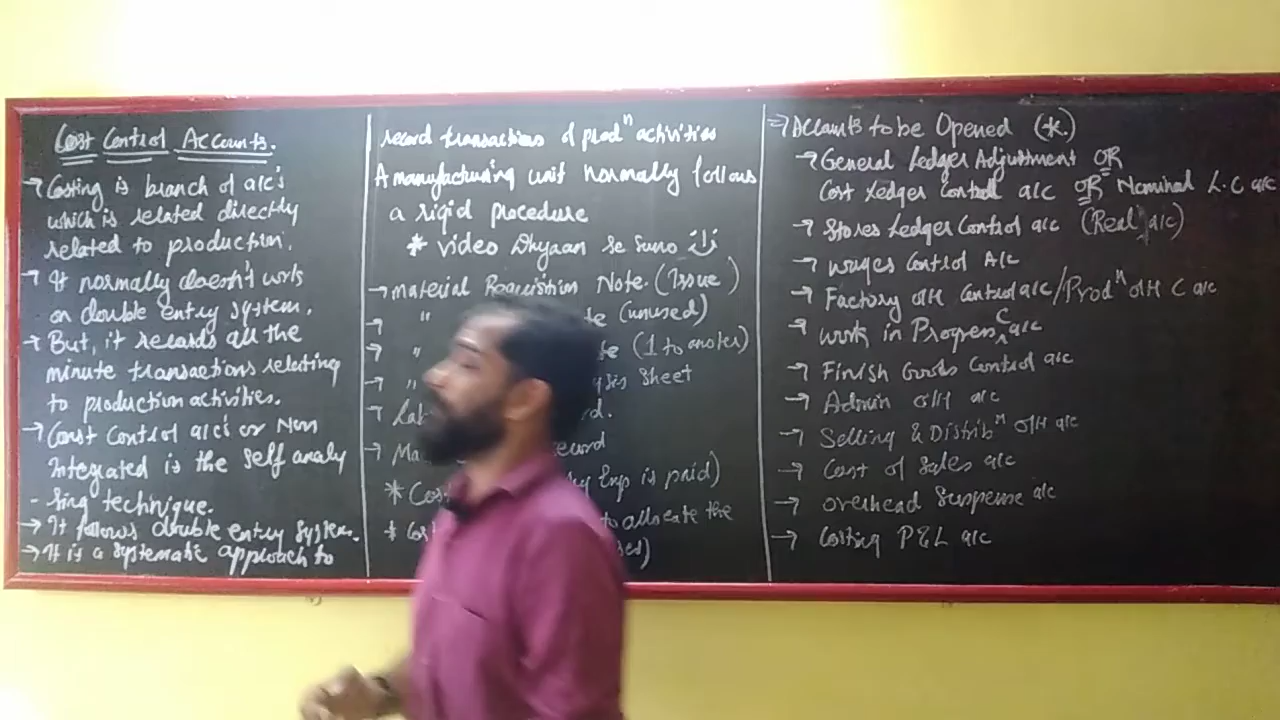 Cost Control Accounts.
→ Costing is branch of a/c's
which is related directly
related to production.
→ It normally doesn't work
on double entry system.
→ But, it records all the
minute transactions relating
to production activities.
→ Cost Control a/c's or Non
Integrated is the self analy
- sing technique.
→ It follows double entry system.
→ It is a systematic approach to
record transactions of prodⁿ activities
A manufacturing unit normally follows
a rigid procedure
* video Dhyaan se Suno
→ Material Requisition Note. (Issue)
→ " (unused)
→ " (1 to another)
→ " Sheet
→
→
* Exp is paid)
* to allocate the
⇒ Accounts to be Opened (*.)
→ General Ledger Adjustment OR
Cost Ledger Control a/c OR Nominal L.C a/c
→ Stores Ledger Control a/c (Real a/c)
→ wages Control A/c
→ Factory o/H Control a/c/Prodⁿ o/H C a/c
→ work in Progress C a/c
→ Finish Goods Control a/c
→ Admin o/H a/c
→ Selling & Distribⁿ O/H a/c
→ Cost of Sales a/c
→ overhead Suspense a/c
→ Costing P&L a/c